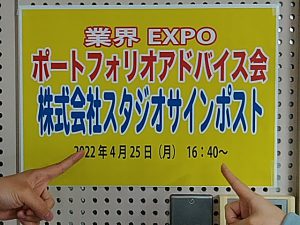 業界 EXPO
ポートフォリオアドバイス会
株式会社スタジオサインポスト
2022年4月25日(月) 16:40～